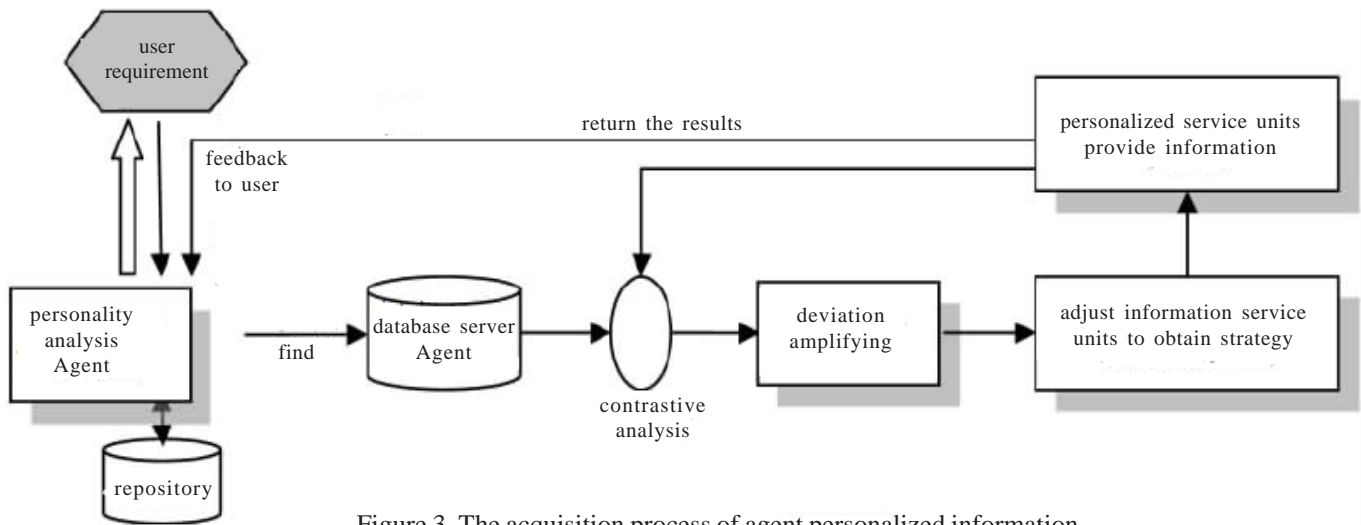 user
requirement
return the results
personalized service units
provide information
feedback
to user
personality
analysis
Agent
find
database server
Agent
contrastive
analysis
deviation
amplifying
adjust information service
units to obtain strategy
repository
Figure 3. The acquisition process of agent personalized information